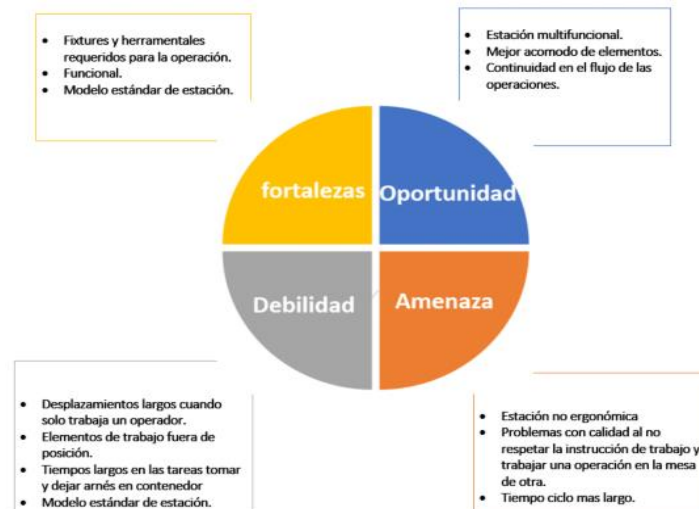 • Fixtures y herramentales
requeridos para la operación.
• Funcional.
• Modelo estándar de estación.
• Estación multifuncional.
• Mejor acomodo de elementos.
• Continuidad en el flujo de las
operaciones.
fortalezas
Oportunidad
Debilidad
Amenaza
• Desplazamientos largos cuando
solo trabaja un operador.
• Elementos de trabajo fuera de
posición.
• Tiempos largos en las tareas tomar
y dejar arnés en contenedor
• Modelo estándar de estación.
• Estación no ergonómica
• Problemas con calidad al no
respetar la instrucción de trabajo y
trabajar una operación en la mesa
de otra.
• Tiempo ciclo mas largo.